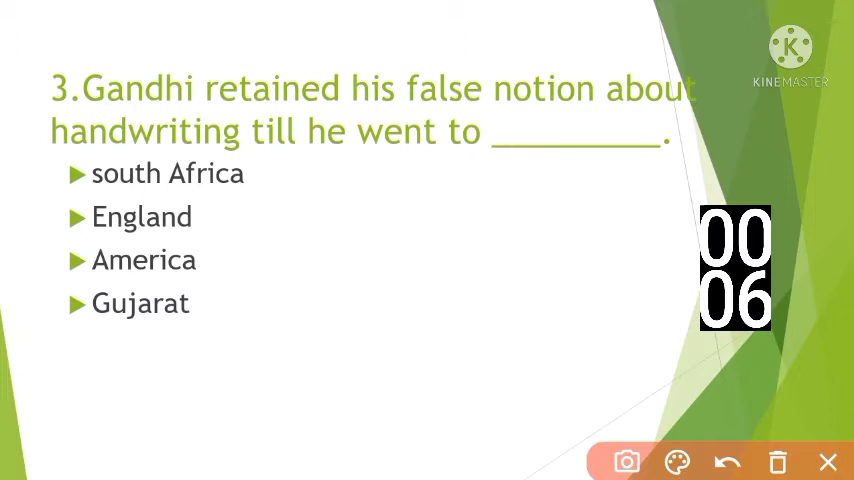 3.Gandhi retained his false notion about
handwriting till he went to _________.
south Africa
England
America
Gujarat
K
KINEMASTER
00
06